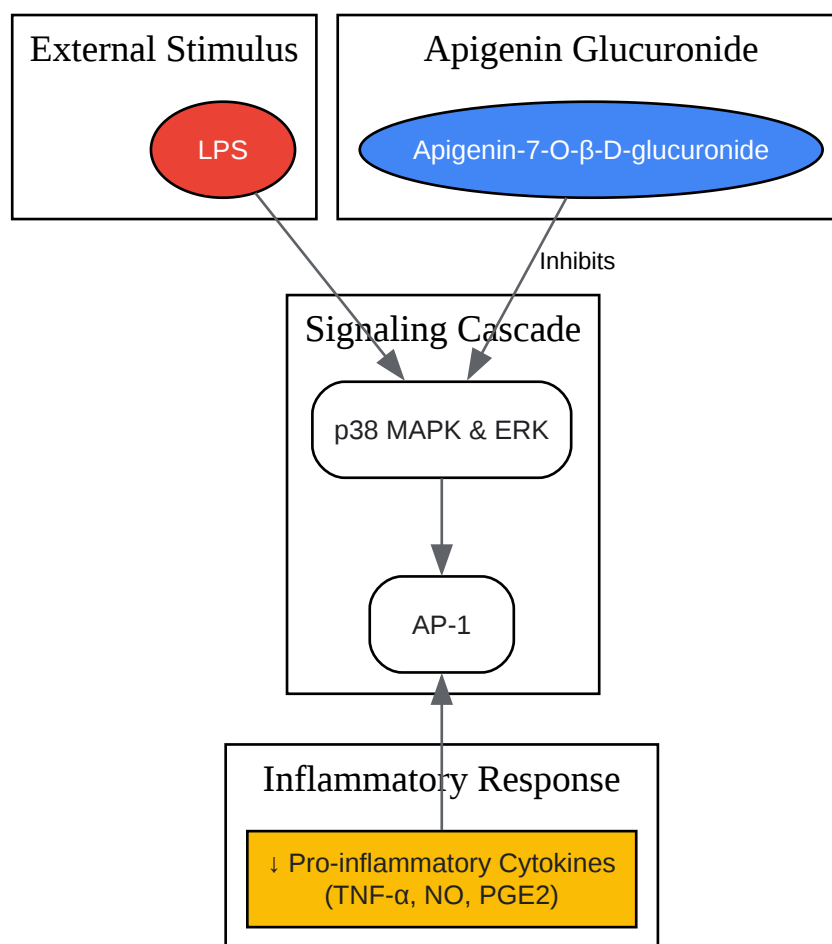 External Stimulus
Apigenin Glucuronide
LPS
Apigenin-7-O-β-D-glucuronide
Inhibits
Signaling Cascade
p38 MAPK & ERK
AP-1
Inflammatory Response
↓ Pro-inflammatory Cytokines
(TNF-α, NO, PGE2)